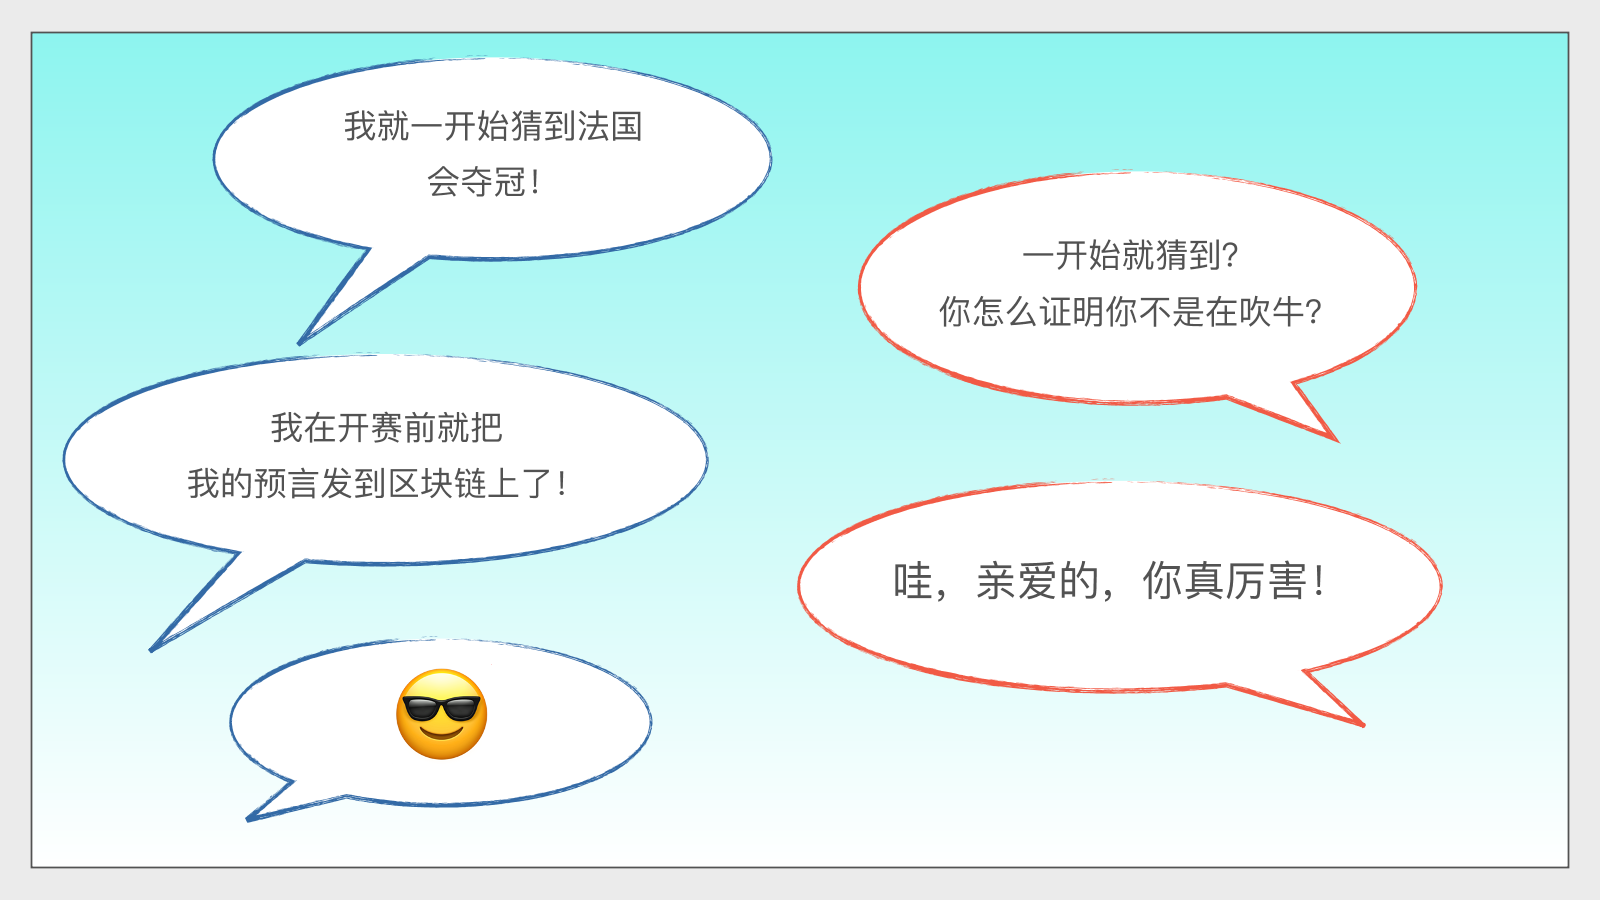 我就一开始猜到法国
会夺冠！
一开始就猜到？
你怎么证明你不是在吹牛？
我在开赛前就把
我的预言发到区块链上了！
哇，亲爱的，你真厉害！